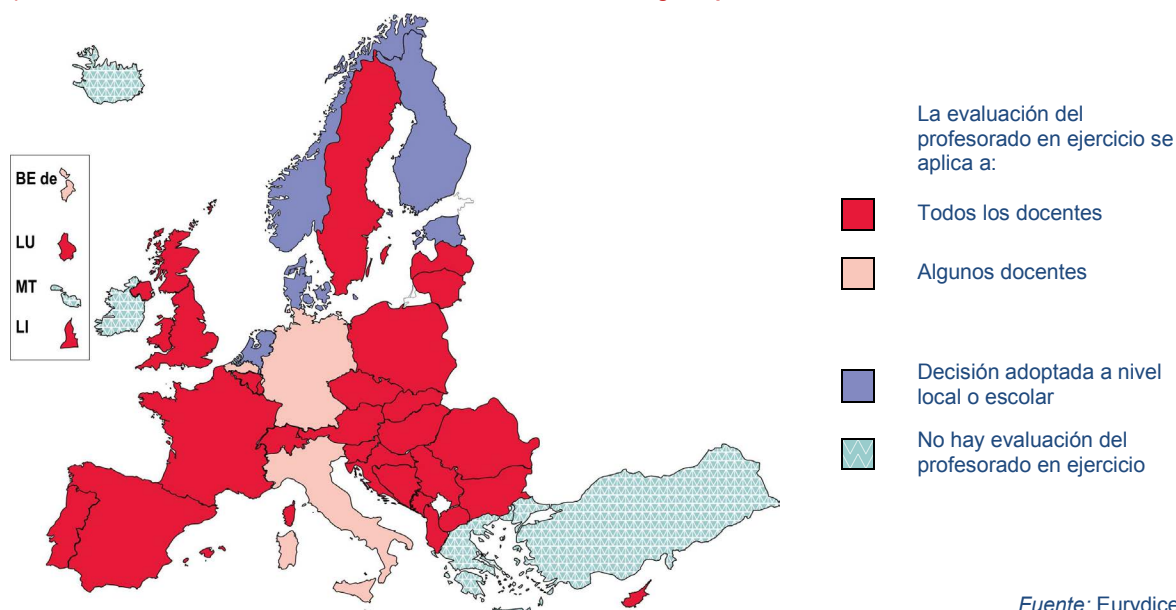 BE de
LU
MT
LI
La evaluación del
profesorado en ejercicio se
aplica a:
Todos los docentes
Algunos docentes
Decisión adoptada a nivel
local o escolar
No hay evaluación del
profesorado en ejercicio
Fuente: Eurydice